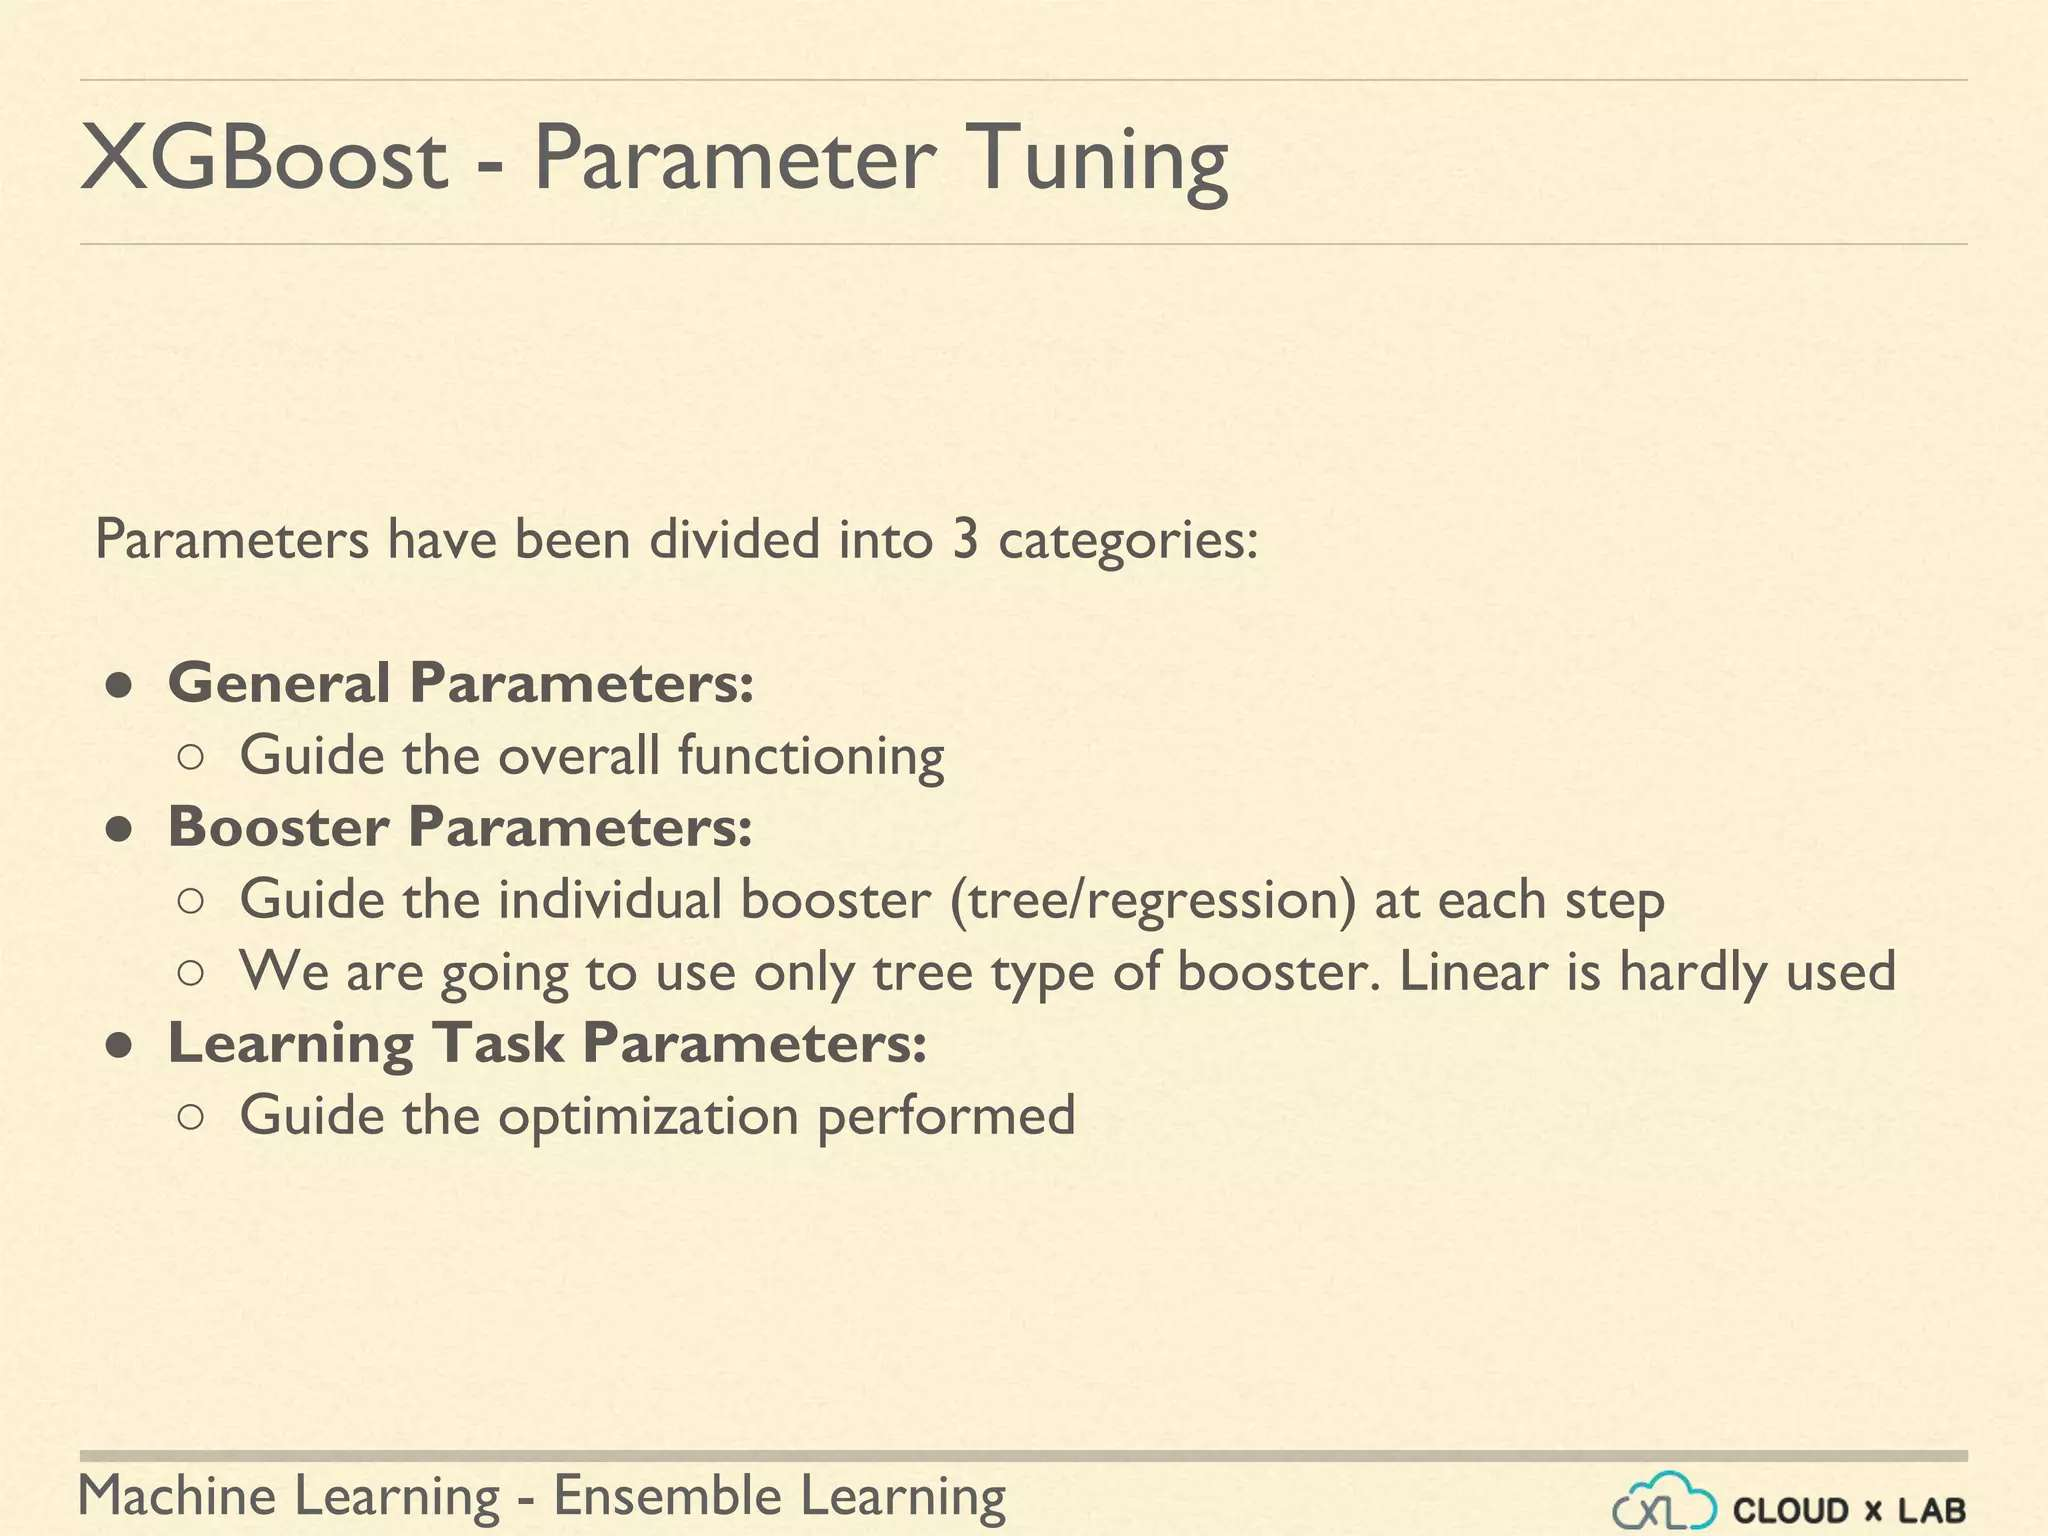 XGBoost - Parameter Tuning
Parameters have been divided into 3 categories:
● General Parameters:
○ Guide the overall functioning
● Booster Parameters:
○ Guide the individual booster (tree/regression) at each step
○ We are going to use only tree type of booster. Linear is hardly used
● Learning Task Parameters:
○ Guide the optimization performed
Machine Learning - Ensemble Learning
CXL CLOUD x LAB